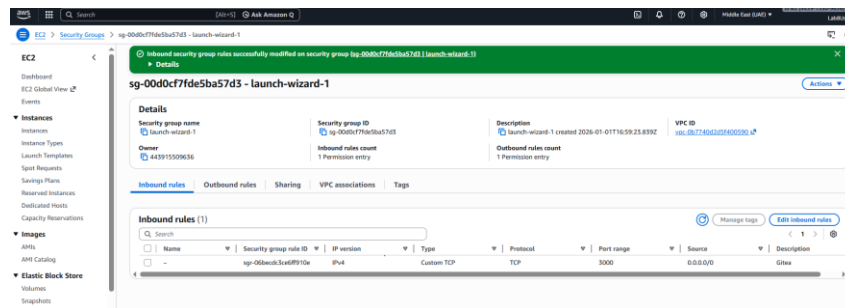 aws
Search
[Alt+S]
Ask Amazon Q
Middle East (UAE)
EC2 > Security Groups > sg-00d0cf7fde5ba57d3 - launch-wizard-1
EC2
Dashboard
EC2 Global View
Events
Instances
Instances
Instance Types
Launch Templates
Spot Requests
Savings Plans
Reserved Instances
Dedicated Hosts
Capacity Reservations
Images
AMIs
AMI Catalog
Elastic Block Store
Volumes
Snapshots
Inbound security group rules successfully modified on security group (sg-00d0cf7fde5ba57d3 | launch-wizard-1)
Details
sg-00d0cf7fde5ba57d3 - launch-wizard-1
Actions
Details
Security group name
launch-wizard-1
Security group ID
sg-00d0cf7fde5ba57d3
Description
launch-wizard-1 created 2026-01-01T16:59:23.839Z
VPC ID
vpc-0b7740d2d5f400590
Owner
443915509636
Inbound rules count
1 Permission entry
Outbound rules count
1 Permission entry
Inbound rules
Outbound rules
Sharing
VPC associations
Tags
Inbound rules (1)
Manage tags
Edit inbound rules
Search
1
Name
Security group rule ID
IP version
Type
Protocol
Port range
Source
Description
–
sgr-06becdc3ce6ff910e
IPv4
Custom TCP
TCP
3000
0.0.0.0/0
Gitea